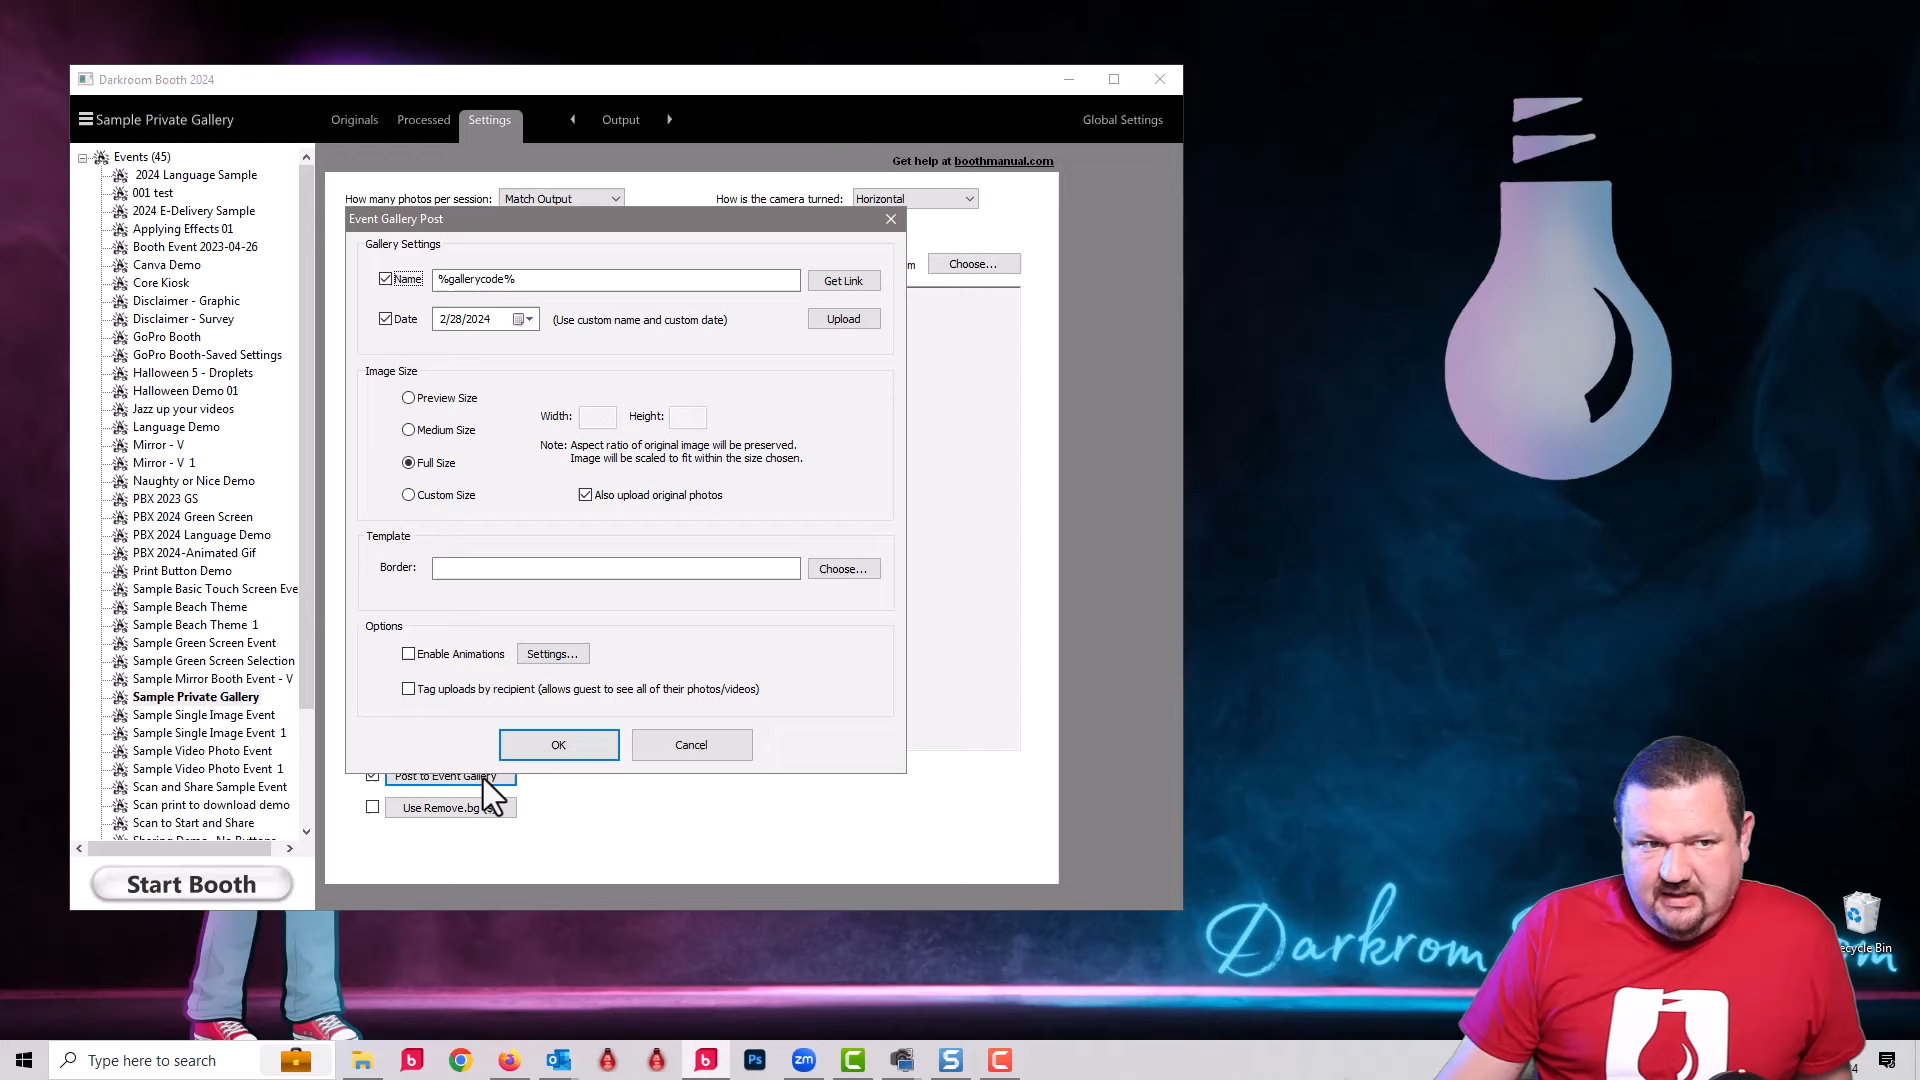 Darkroom Booth 2024
Sample Private Gallery
Originals
Processed
Settings
Output
Global Settings
Get help at boothmanual.com
Events (45)
2024 Language Sample
001 test
2024 E-Delivery Sample
Applying Effects 01
Booth Event 2023-04-26
Canva Demo
Core Kiosk
Disclaimer - Graphic
Disclaimer - Survey
GoPro Booth
GoPro Booth-Saved Settings
Halloween 5 - Droplets
Halloween Demo 01
Jazz up your videos
Language Demo
Mirror - V
Mirror - V 1
Naughty or Nice Demo
PBX 2023 GS
PBX 2024 Green Screen
PBX 2024 Language Demo
PBX 2024-Animated Gif
Print Button Demo
Sample Basic Touch Screen Eve
Sample Beach Theme
Sample Beach Theme 1
Sample Green Screen Event
Sample Green Screen Selection
Sample Mirror Booth Event - V
Sample Private Gallery
Sample Single Image Event
Sample Single Image Event 1
Sample Video Photo Event
Sample Video Photo Event 1
Scan and Share Sample Event
Scan print to download demo
Scan to Start and Share
Start Booth
How many photos per session: Match Output
How is the camera turned: Horizontal
Choose...
Event Gallery Post
Gallery Settings
Name %gallerycode% Get Link
Date 2/28/2024 (Use custom name and custom date) Upload
Image Size
Preview Size
Medium Size
Full Size
Custom Size
Width: Height:
Note: Aspect ratio of original image will be preserved.
Image will be scaled to fit within the size chosen.
Also upload original photos
Template
Border: Choose...
Options
Enable Animations Settings...
Tag uploads by recipient (allows guest to see all of their photos/videos)
OK
Cancel
Post to Event Gallery
Use Remove.bg
Darkrom
ecycle Bin
Type here to search
Ps
zm